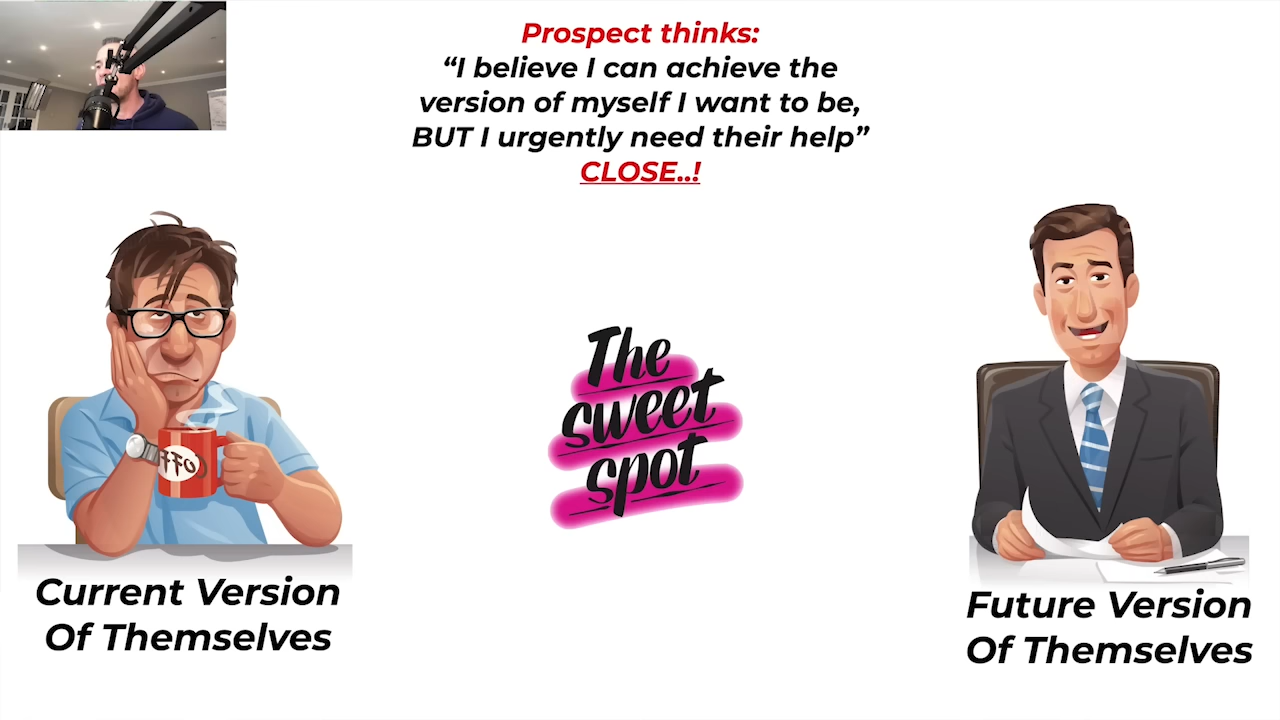 Prospect thinks:
“I believe I can achieve the
version of myself I want to be,
BUT I urgently need their help”
CLOSE..!
The
sweet
spot
Current Version
Of Themselves
Future Version
Of Themselves